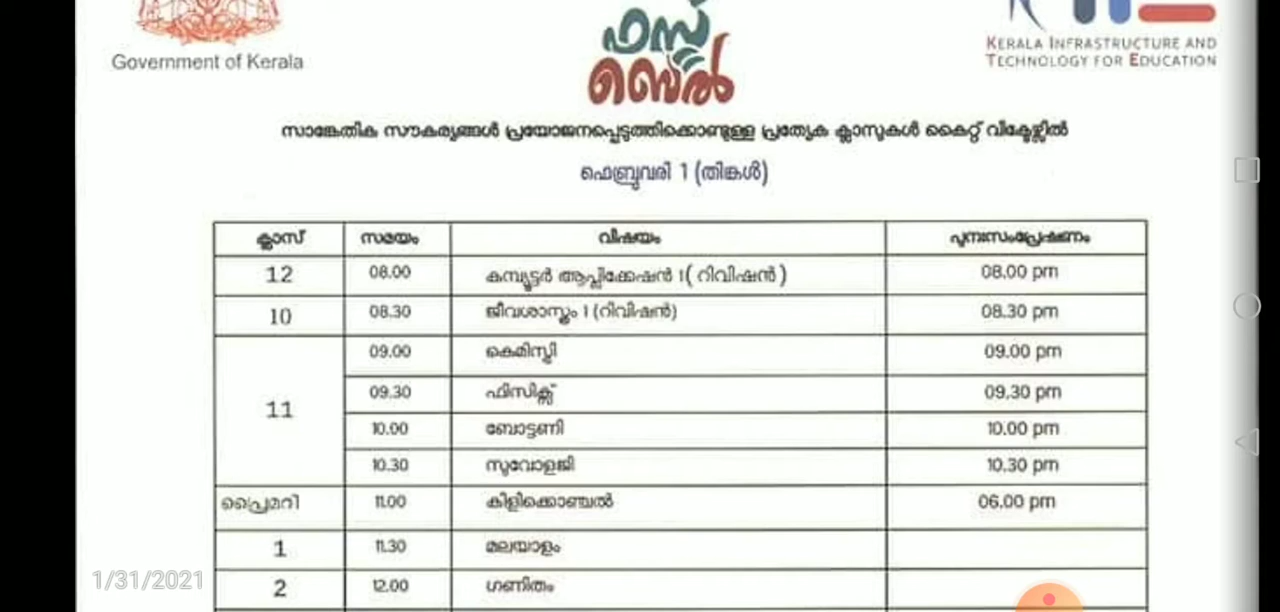 Government of Kerala
ഫസ്റ്റ്
ബെൽ
KERALA INFRASTRUCTURE AND
TECHNOLOGY FOR EDUCATION
സാങ്കേതിക സൗകര്യങ്ങൾ പ്രയോജനപ്പെടുത്തിക്കൊണ്ടുള്ള പ്രത്യേക ക്ലാസുകൾ കൈറ്റ് വിക്ടേഴ്സിൽ
ഫെബ്രുവരി 1 (തിങ്കൾ)
ക്ലാസ് സമയം വിഷയം പുനഃസംപ്രേഷണം
12 08.00 കമ്പ്യൂട്ടർ ആപ്ലിക്കേഷൻ 1( റിവിഷൻ ) 08.00 pm
10 08.30 ജീവശാസ്ത്രം 1 (റിവിഷൻ) 08.30 pm
11 09.00 കെമിസ്ട്രി 09.00 pm
09.30 ഫിസിക്സ് 09.30 pm
10.00 ബോട്ടണി 10.00 pm
10.30 സുവോളജി 10.30 pm
പ്രൈമറി 11.00 കിളിക്കൊഞ്ചൽ 06.00 pm
1 11.30 മലയാളം
2 12.00 ഗണിതം
1/31/2021